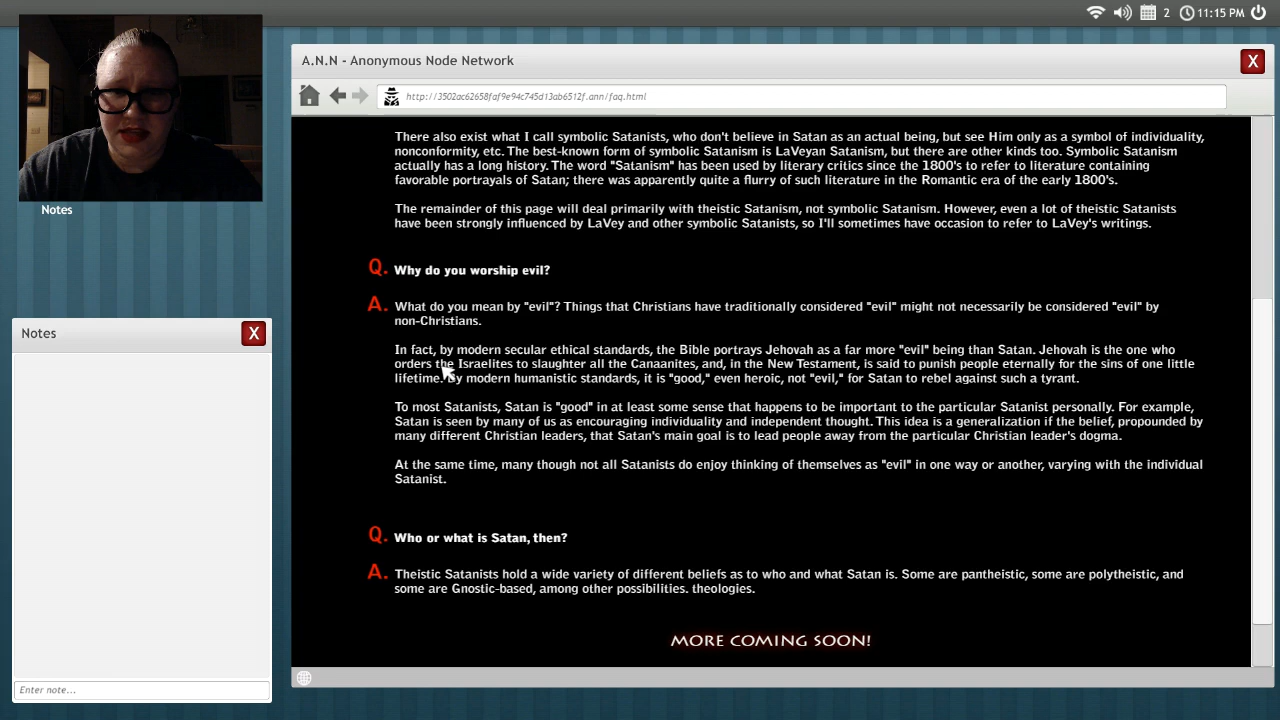 2 11:15 PM
A.N.N - Anonymous Node Network
X
http://3502ac62658faf9e94c745d13ab6512f.ann/faq.html
Notes
There also exist what I call symbolic Satanists, who don't believe in Satan as an actual being, but see Him only as a symbol of individuality,
nonconformity, etc. The best-known form of symbolic Satanism is LaVeyan Satanism, but there are other kinds too. Symbolic Satanism
actually has a long history. The word "Satanism" has been used by literary critics since the 1800's to refer to literature containing
favorable portrayals of Satan; there was apparently quite a flurry of such literature in the Romantic era of the early 1800's.
The remainder of this page will deal primarily with theistic Satanism, not symbolic Satanism. However, even a lot of theistic Satanists
have been strongly influenced by LaVey and other symbolic Satanists, so I'll sometimes have occasion to refer to LaVey's writings.
Q. Why do you worship evil?
A. What do you mean by "evil"? Things that Christians have traditionally considered "evil" might not necessarily be considered "evil" by
non-Christians.
In fact, by modern secular ethical standards, the Bible portrays Jehovah as a far more "evil" being than Satan. Jehovah is the one who
orders the Israelites to slaughter all the Canaanites, and, in the New Testament, is said to punish people eternally for the sins of one little
lifetime. By modern humanistic standards, it is "good," even heroic, not "evil," for Satan to rebel against such a tyrant.
To most Satanists, Satan is "good" in at least some sense that happens to be important to the particular Satanist personally. For example,
Satan is seen by many of us as encouraging individuality and independent thought. This idea is a generalization if the belief, propounded by
many different Christian leaders, that Satan's main goal is to lead people away from the particular Christian leader's dogma.
At the same time, many though not all Satanists do enjoy thinking of themselves as "evil" in one way or another, varying with the individual
Satanist.
Q. Who or what is Satan, then?
A. Theistic Satanists hold a wide variety of different beliefs as to who and what Satan is. Some are pantheistic, some are polytheistic, and
some are Gnostic-based, among other possibilities. theologies.
MORE COMING SOON!
Notes
X
Enter note...